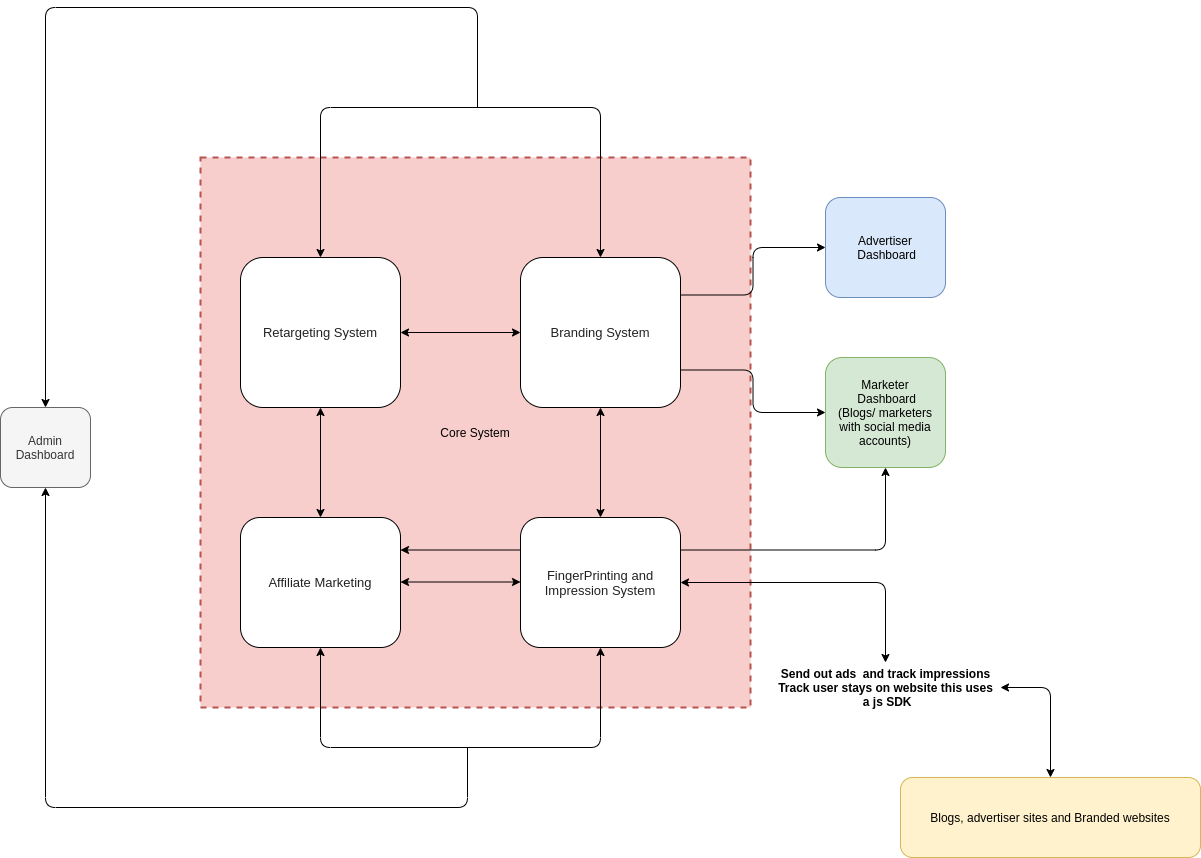 Advertiser
Dashboard
Retargeting System
Branding System
Marketer
Dashboard
(Blogs/ marketers
with social media
accounts)
Core System
Admin
Dashboard
Affiliate Marketing
FingerPrinting and
Impression System
Send out ads  and track impressions
Track user stays on website this uses
a js SDK
Blogs, advertiser sites and Branded websites